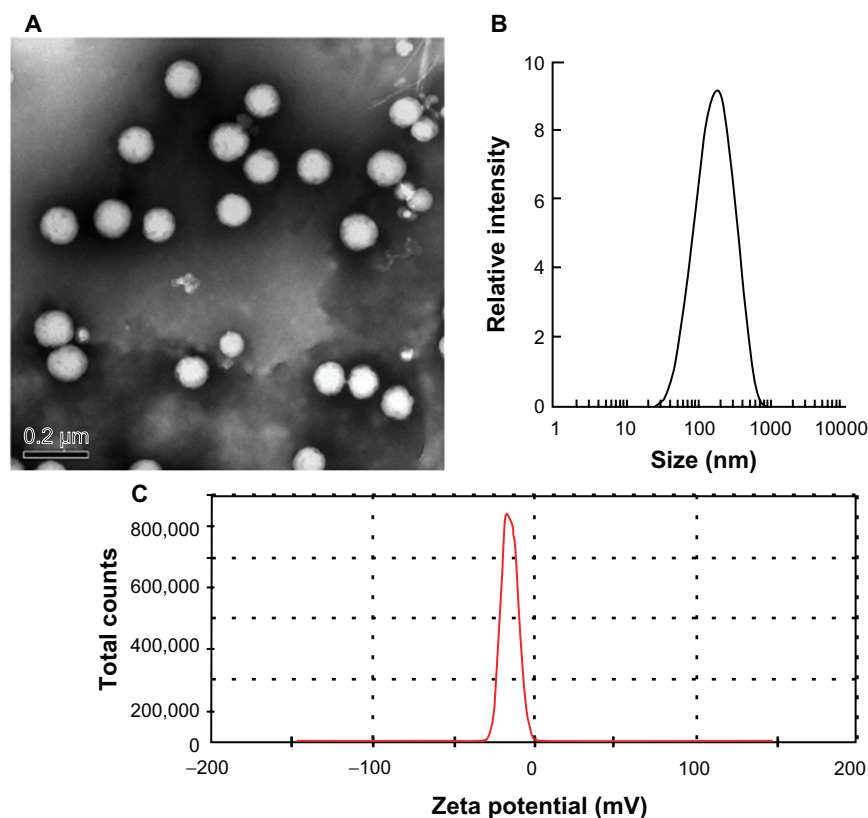 A
0.2 µm
B
10
8
6
4
2
0
Relative intensity
1 10 100 1000 10000
Size (nm)
C
800,000
600,000
400,000
200,000
0
Total counts
–200 –100 0 100 200
Zeta potential (mV)